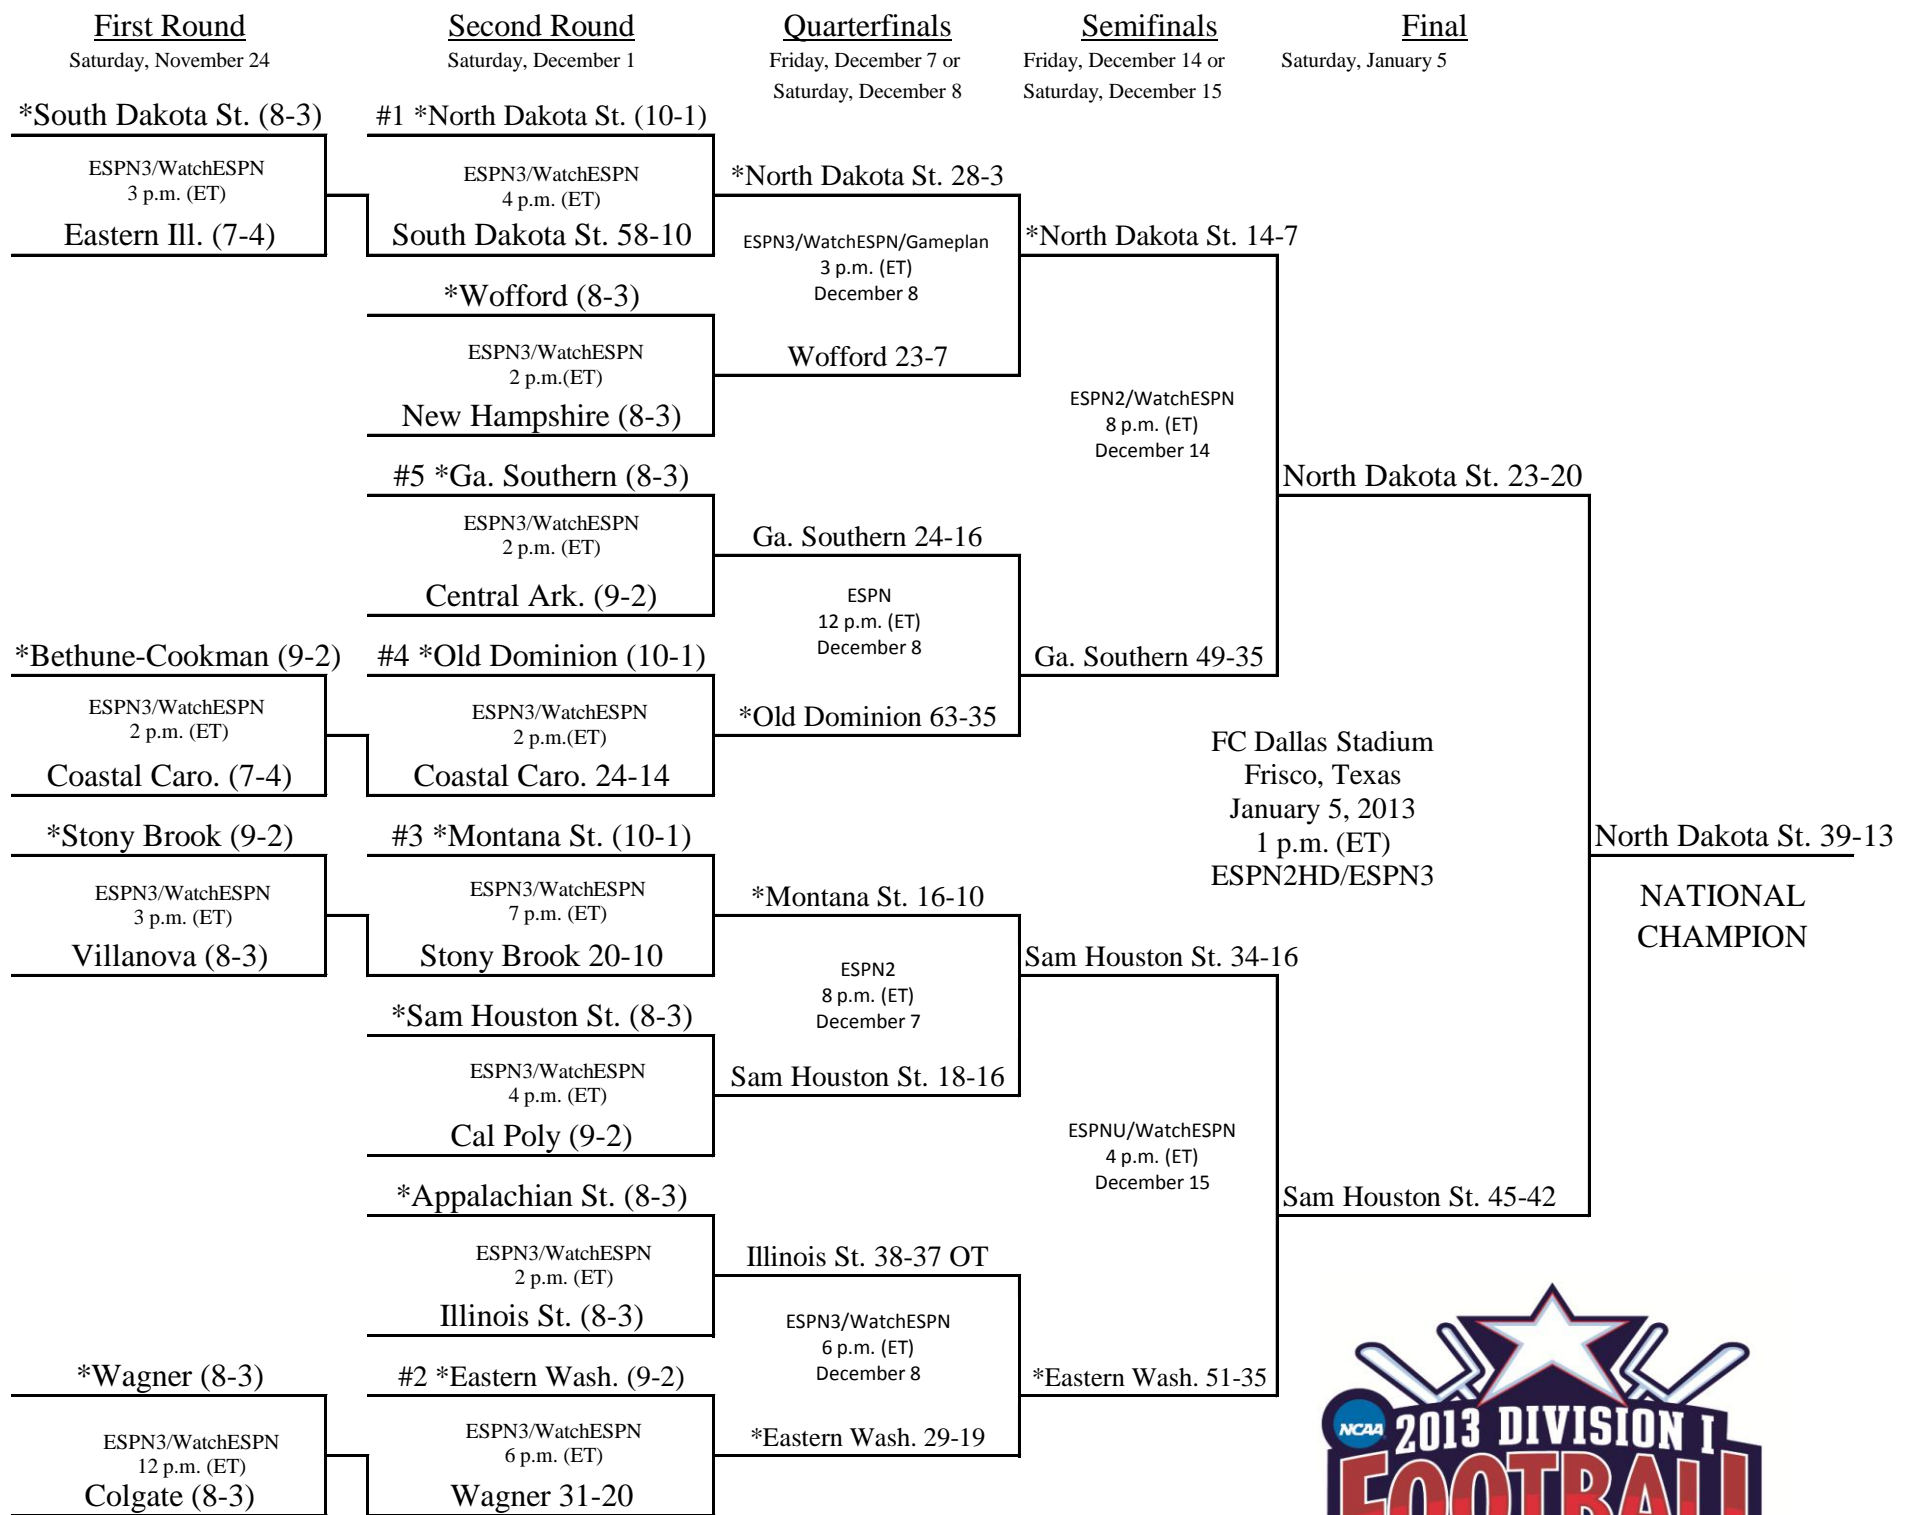 First Round
Saturday, November 24
Second Round
Saturday, December 1
Quarterfinals
Friday, December 7 or
Saturday, December 8
Semifinals
Friday, December 14 or
Saturday, December 15
Final
Saturday, January 5
*South Dakota St. (8-3)
ESPN3/WatchESPN
3 p.m. (ET)
Eastern Ill. (7-4)
*Bethune-Cookman (9-2)
ESPN3/WatchESPN
2 p.m. (ET)
Coastal Caro. (7-4)
*Stony Brook (9-2)
ESPN3/WatchESPN
3 p.m. (ET)
Villanova (8-3)
*Wagner (8-3)
ESPN3/WatchESPN
12 p.m. (ET)
Colgate (8-3)
#1 *North Dakota St. (10-1)
ESPN3/WatchESPN
4 p.m. (ET)
South Dakota St. 58-10
*Wofford (8-3)
ESPN3/WatchESPN
2 p.m.(ET)
New Hampshire (8-3)
#5 *Ga. Southern (8-3)
ESPN3/WatchESPN
2 p.m. (ET)
Central Ark. (9-2)
#4 *Old Dominion (10-1)
ESPN3/WatchESPN
2 p.m.(ET)
Coastal Caro. 24-14
#3 *Montana St. (10-1)
ESPN3/WatchESPN
7 p.m. (ET)
Stony Brook 20-10
*Sam Houston St. (8-3)
ESPN3/WatchESPN
4 p.m. (ET)
Cal Poly (9-2)
*Appalachian St. (8-3)
ESPN3/WatchESPN
2 p.m. (ET)
Illinois St. (8-3)
#2 *Eastern Wash. (9-2)
ESPN3/WatchESPN
6 p.m. (ET)
Wagner 31-20
*North Dakota St. 28-3
ESPN3/WatchESPN/Gameplan
3 p.m. (ET)
December 8
Wofford 23-7
Ga. Southern 24-16
ESPN
12 p.m. (ET)
December 8
*Old Dominion 63-35
*Montana St. 16-10
ESPN2
8 p.m. (ET)
December 7
Sam Houston St. 18-16
Illinois St. 38-37 OT
ESPN3/WatchESPN
6 p.m. (ET)
December 8
*Eastern Wash. 29-19
*North Dakota St. 14-7
ESPN2/WatchESPN
8 p.m. (ET)
December 14
Ga. Southern 49-35
Sam Houston St. 34-16
ESPNU/WatchESPN
4 p.m. (ET)
December 15
*Eastern Wash. 51-35
North Dakota St. 23-20
FC Dallas Stadium
Frisco, Texas
January 5, 2013
1 p.m. (ET)
ESPN2HD/ESPN3
Sam Houston St. 45-42
North Dakota St. 39-13
NATIONAL
CHAMPION
NCAA 2013 DIVISION I
FOOTBALL